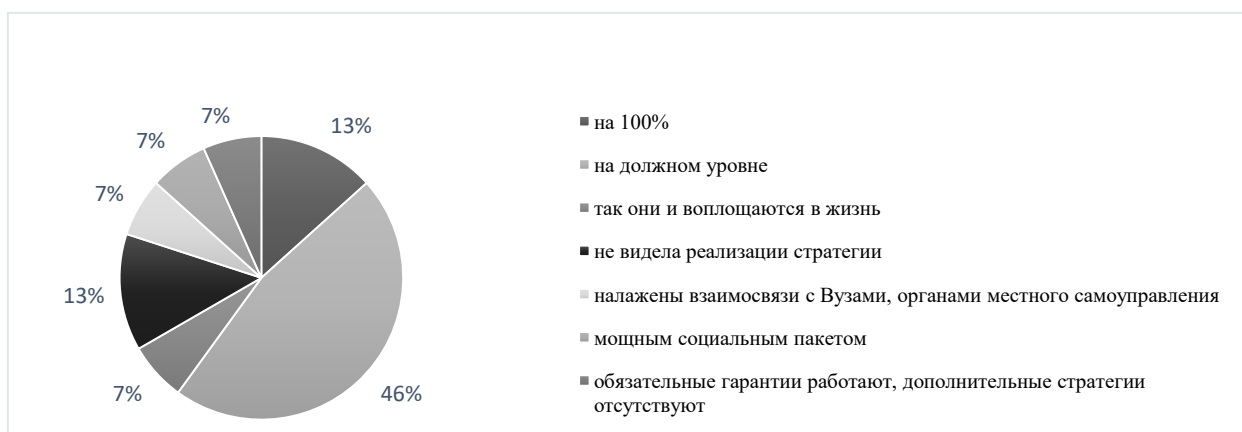 7%
13%
7%
7%
13%
7%
46%
на 100%
на должном уровне
так они и воплощаются в жизнь
не видела реализации стратегии
налажены взаимосвязи с Вузами, органами местного самоуправления
мощным социальным пакетом
обязательные гарантии работают, дополнительные стратегии
отсутствуют